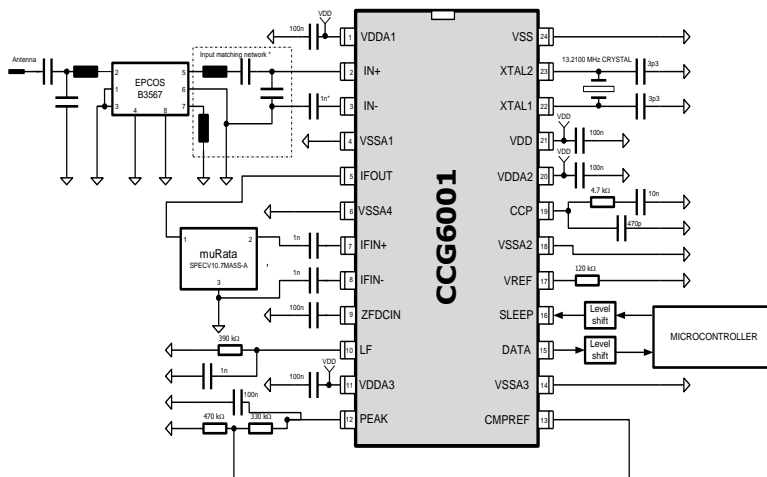 VDD
100n
1 VDDA1
VSS 24
Antenna
Input matching network *
EPCOS
B3567
2
1
3
4
8
5
6
7
2 IN+
1n*
3 IN-
4 VSSA1
5 IFOUT
6 VSSA4
1
2
muRata
SPECV10.7MA5S-A
3
1n
7 IFIN+
1n
8 IFIN-
100n
9 ZFDCIN
390 kΩ
10 LF
1n
100n
VDD
11 VDDA3
100n
470 kΩ
330 kΩ
12 PEAK
CCG6001
13.2100 MHz CRYSTAL
XTAL2 23
3p3
XTAL1 22
3p3
VDD
VDD 21
100n
VDD
VDDA2 20
100n
CCP 19
4.7 kΩ
10n
470p
VSSA2 18
VREF 17
120 kΩ
SLEEP 16
Level
shift
DATA 15
Level
shift
MICROCONTROLLER
VSSA3 14
CMPREF 13